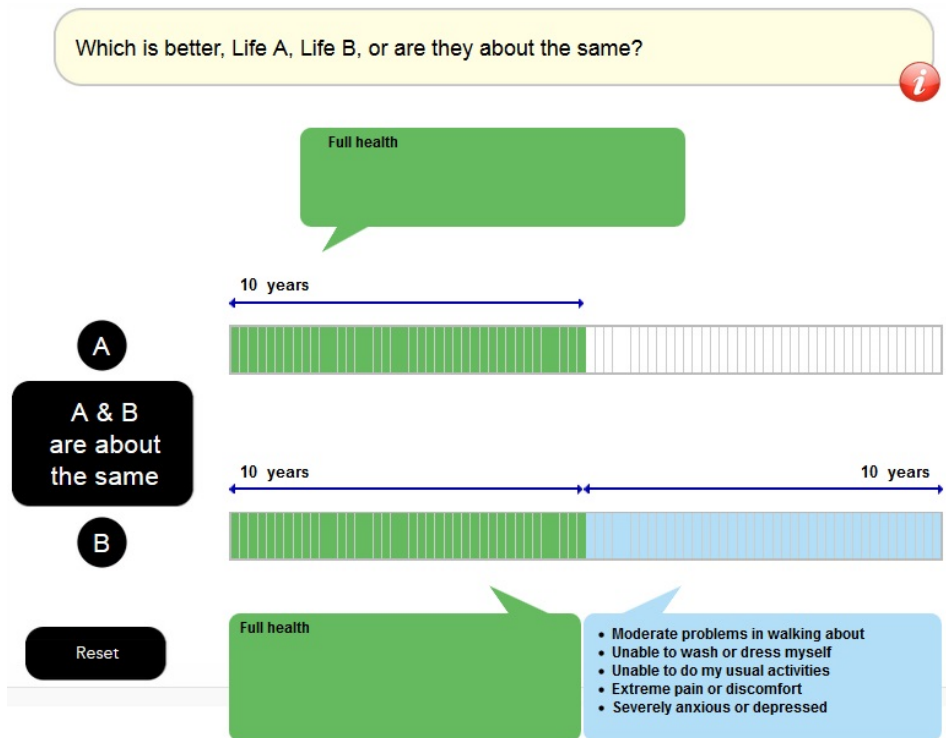 Which is better, Life A, Life B, or are they about the same?
i
Full health
10 years
A
A & B
are about
the same
10 years
10 years
B
Full health
• Moderate problems in walking about
• Unable to wash or dress myself
• Unable to do my usual activities
• Extreme pain or discomfort
• Severely anxious or depressed
Reset